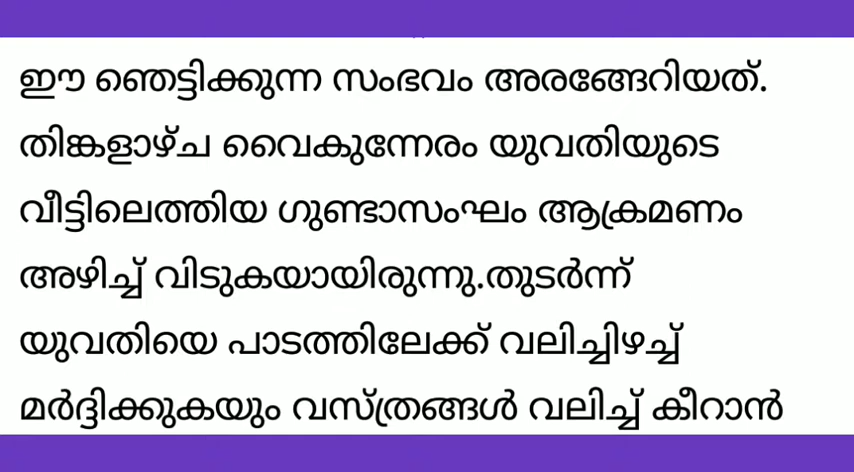 ഈ ഞെട്ടിക്കുന്ന സംഭവം അരങ്ങേറിയത്.
തിങ്കളാഴ്ച വൈകുന്നേരം യുവതിയുടെ
വീട്ടിലെത്തിയ ഗുണ്ടാസംഘം ആക്രമണം
അഴിച്ച് വിടുകയായിരുന്നു.തുടർന്ന്
യുവതിയെ പാടത്തിലേക്ക് വലിച്ചിഴച്ച്
മർദ്ദിക്കുകയും വസ്ത്രങ്ങൾ വലിച്ച് കീറാൻ